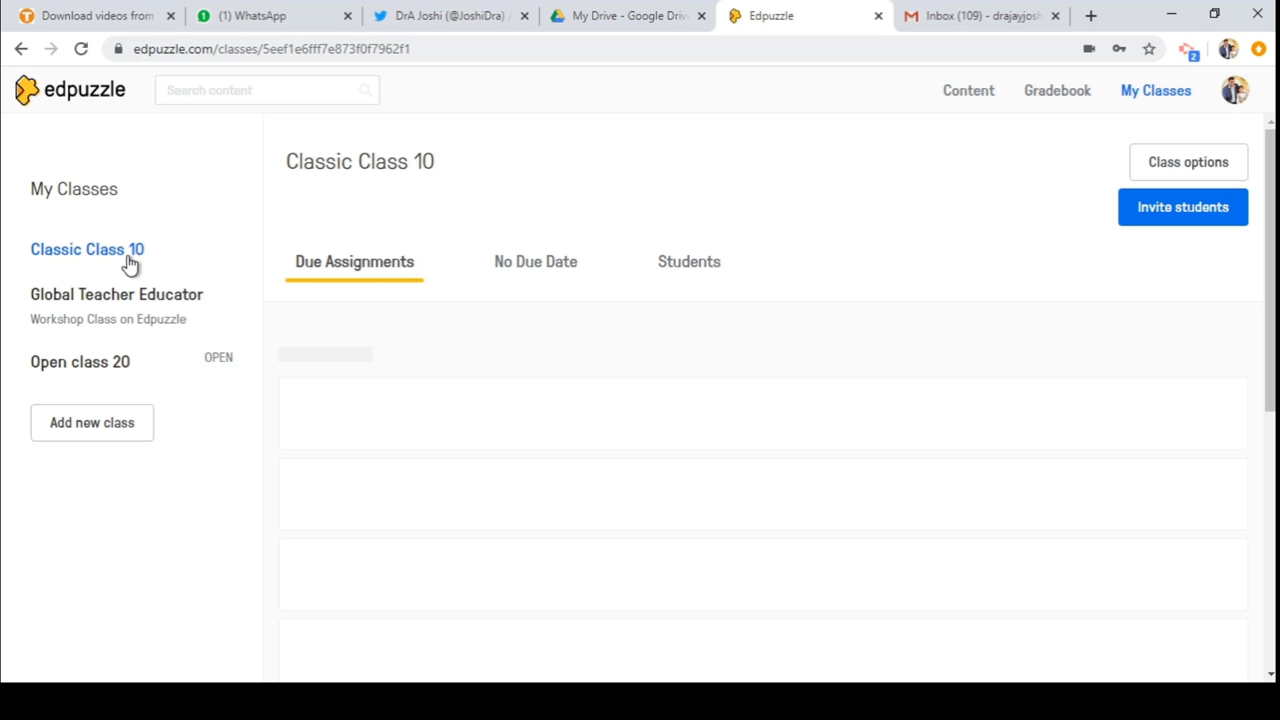 Download videos from
(1) WhatsApp
DrA Joshi (@JoshiDra) /
My Drive - Google Driv
Edpuzzle
Inbox (109) - drajayjosh
edpuzzle.com/classes/5eef1e6fff7e873f0f7962f1
2
edpuzzle
Search content
Content
Gradebook
My Classes
My Classes
Classic Class 10
Global Teacher Educator
Workshop Class on Edpuzzle
Open class 20
OPEN
Add new class
Classic Class 10
Class options
Invite students
Due Assignments
No Due Date
Students